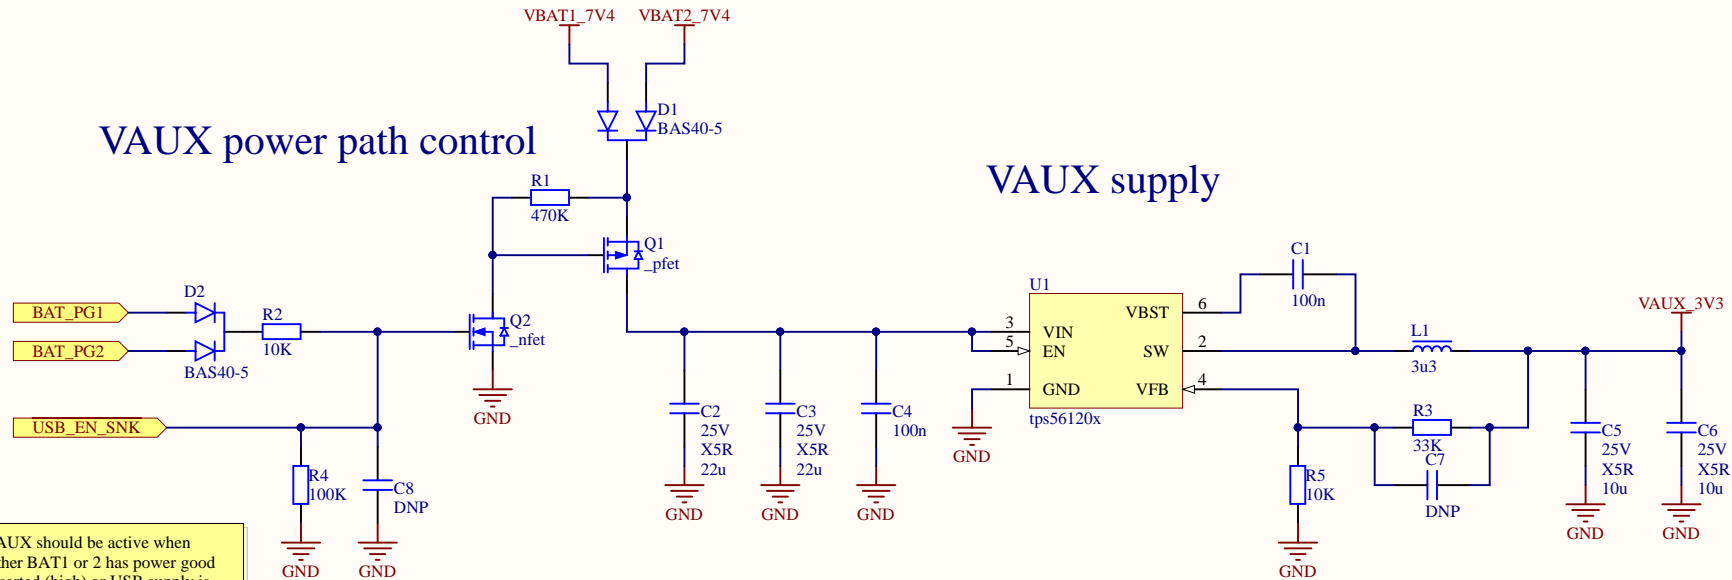 VBAT1_7V4
VBAT2_7V4
VAUX power path control
D1
BAS40-5
R1
470K
Q1
_pfet
VAUX supply
BAT_PG1
BAT_PG2
D2
BAS40-5
R2
10K
Q2
_nfet
GND
USB_EN_SNK
R4
100K
GND
C8
DNP
GND
C2
25V
X5R
22u
GND
C3
25V
X5R
22u
GND
C4
100n
GND
U1
3
VIN
5
EN
1
GND
VBST
6
SW
2
VFB
4
tps56120x
GND
C1
100n
L1
3u3
VAUX_3V3
R3
33K
C7
DNP
R5
10K
GND
C5
25V
X5R
10u
GND
C6
25V
X5R
10u
GND
AUX should be active when
ther BAT1 or 2 has power good